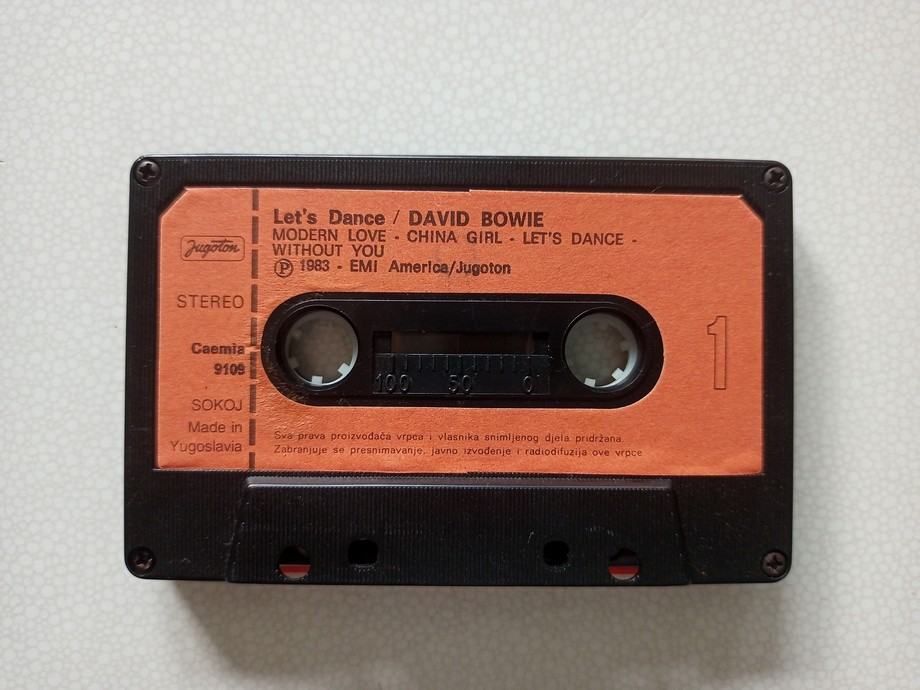 Let's Dance / DAVID BOWIE
MODERN LOVE - CHINA GIRL - LET'S DANCE -
WITHOUT YOU
Ⓟ 1983 - EMI America/Jugoton
Jugoton
STEREO
Caemia
9109
SOKOJ
Made in
Yugoslavia
1
100 50 0
Sva prava proizvođača vrpca i vlasnika snimljenog djela pridržana.
Zabranjuje se presnimavanje, javno izvođenje i radiodifuzija ove vrpce